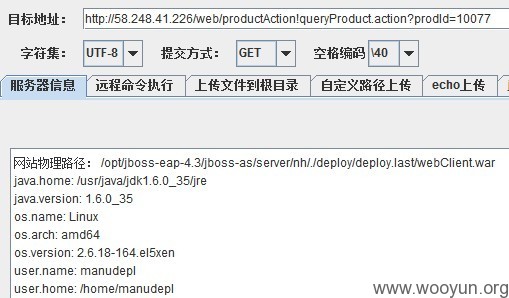 目标地址: http://58.248.41.226/web/productAction!queryProduct.action?prodId=10077
字符集: UTF-8 提交方式: GET 空格编码 \40
服务器信息 远程命令执行 上传文件到根目录 自定义路径上传 echo上传
网站物理路径: /opt/jboss-eap-4.3/jboss-as/server/nh/./deploy/deploy.last/webClient.war
java.home: /usr/java/jdk1.6.0_35/jre
java.version: 1.6.0_35
os.name: Linux
os.arch: amd64
os.version: 2.6.18-164.el5xen
user.name: manudepl
user.home: /home/manudepl
www.wooyun.org